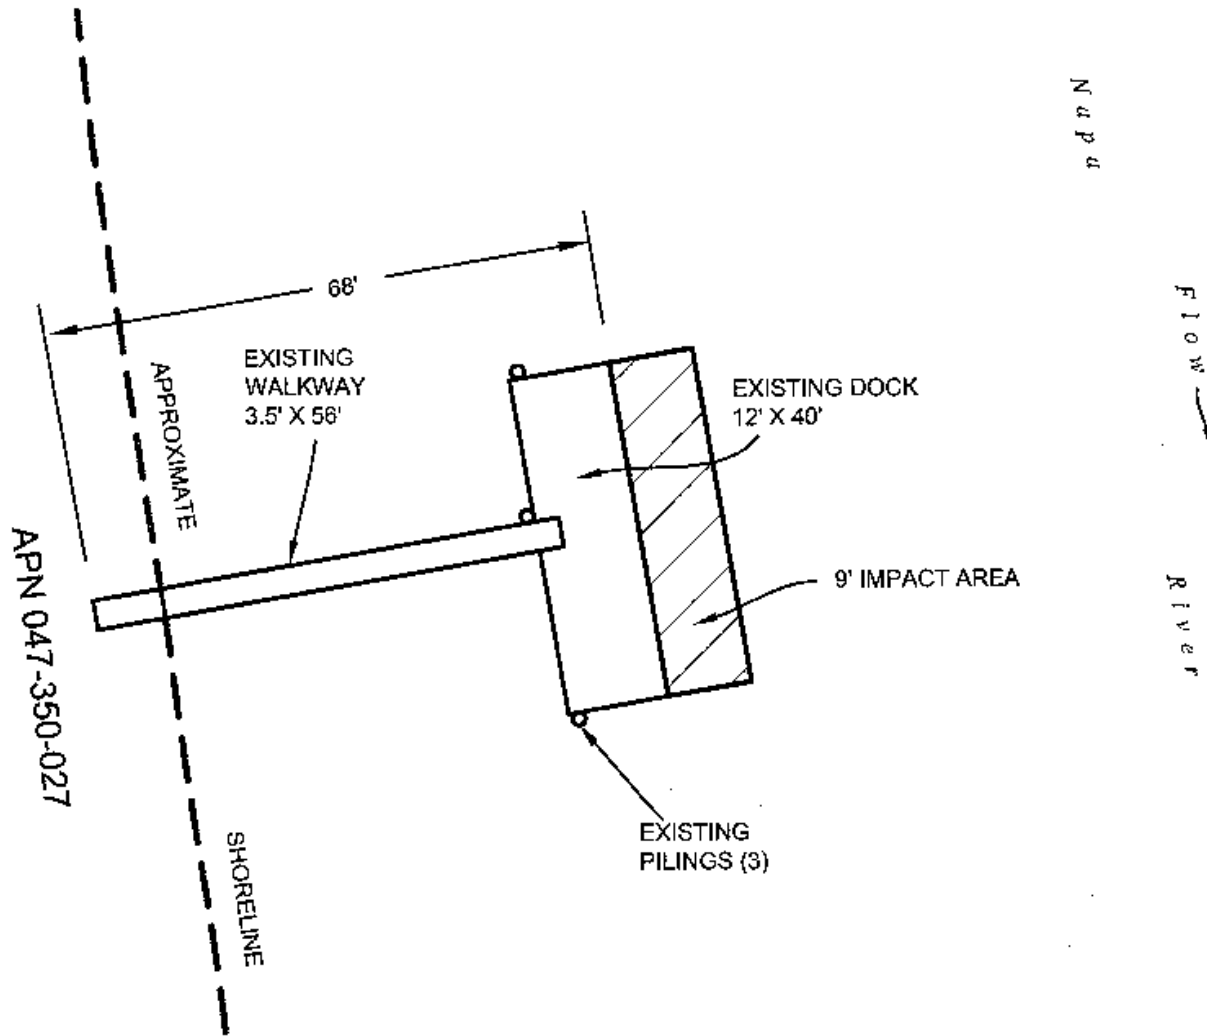 68'
EXISTING
WALKWAY
3.5' X 56'
APPROXIMATE
SHORELINE
APN 047-350-027
EXISTING DOCK
12' X 40'
9' IMPACT AREA
EXISTING
PILINGS (3)
Napa
River
Flow